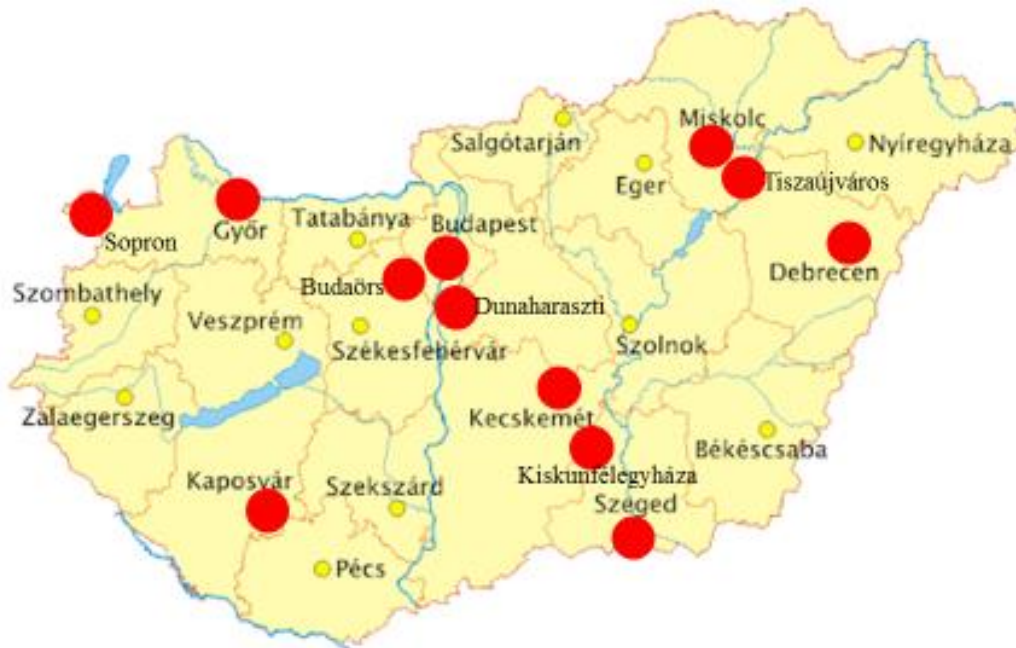 Miskolc
Salgótarján
Nyíregyháza
Eger
Tiszaújváros
Tatabánya
Budapest
Győr
Sopron
Debrecen
Szombathely
Budaörs
Dunaharaszti
Veszprém
Székesfehérvár
Szolnok
Zalaegerszeg
Kecskemét
Békéscsaba
Kiskunfélegyháza
Kaposvár
Szekszárd
Szeged
Pécs